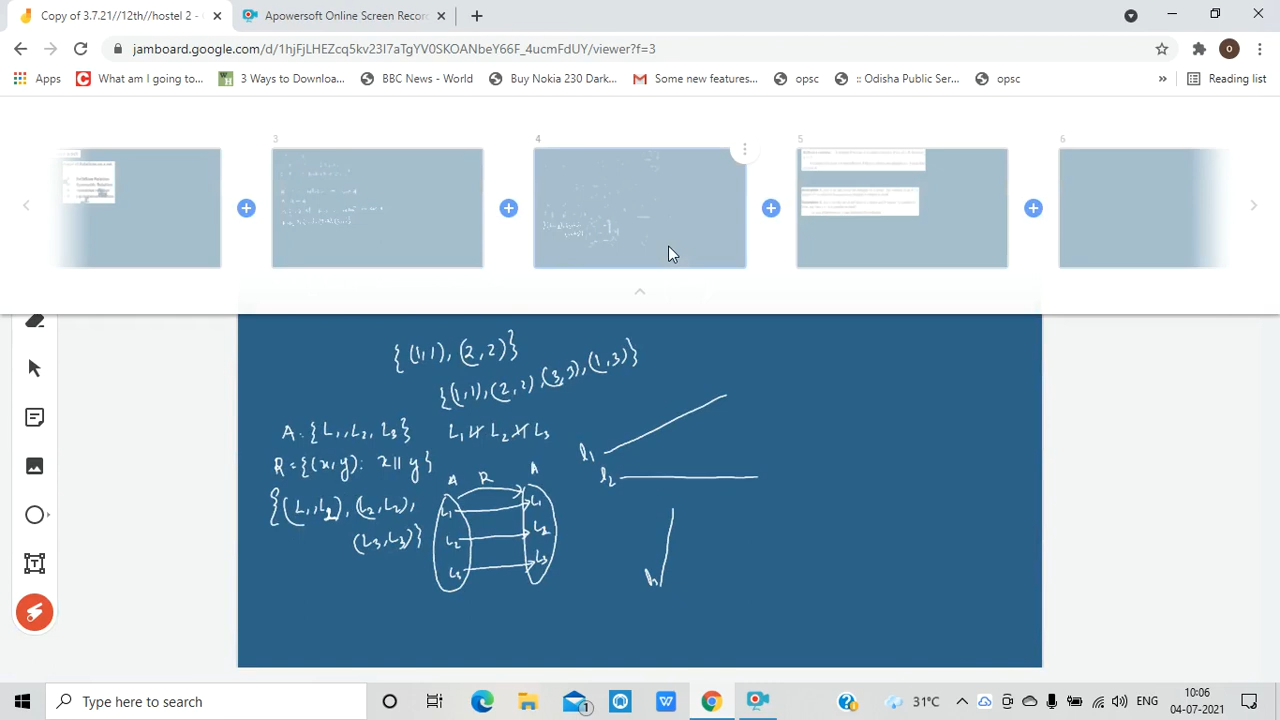 Copy of 3.7.21//12th//hostel 2 -
Apowersoft Online Screen Recor
jamboard.google.com/d/1hjFjLHEZcq5kv23I7aTgYV0SKOANbeY66F_4ucmFdUY/viewer?f=3
Apps
What am I going to...
3 Ways to Downloa...
BBC News - World
Buy Nokia 230 Dark...
Some new features...
opsc
:: Odisha Public Ser...
opsc
»
Reading list
3
4
5
6
{(1,1), (2,2)}
{(1,1), (2,2), (3,3), (1,3)}
A = {L₁, L₂, L₃}
L₁ ∦ L₂ ∦ L₃
R = {(x,y): x || y}
{(L₁,L₁), (L₂,L₂),
(L₃,L₃)}
A R A
L₁ L₁
L₂ L₂
L₃ L₃
l₁
l₂
Type here to search
1
31°C
ENG
10:06
04-07-2021